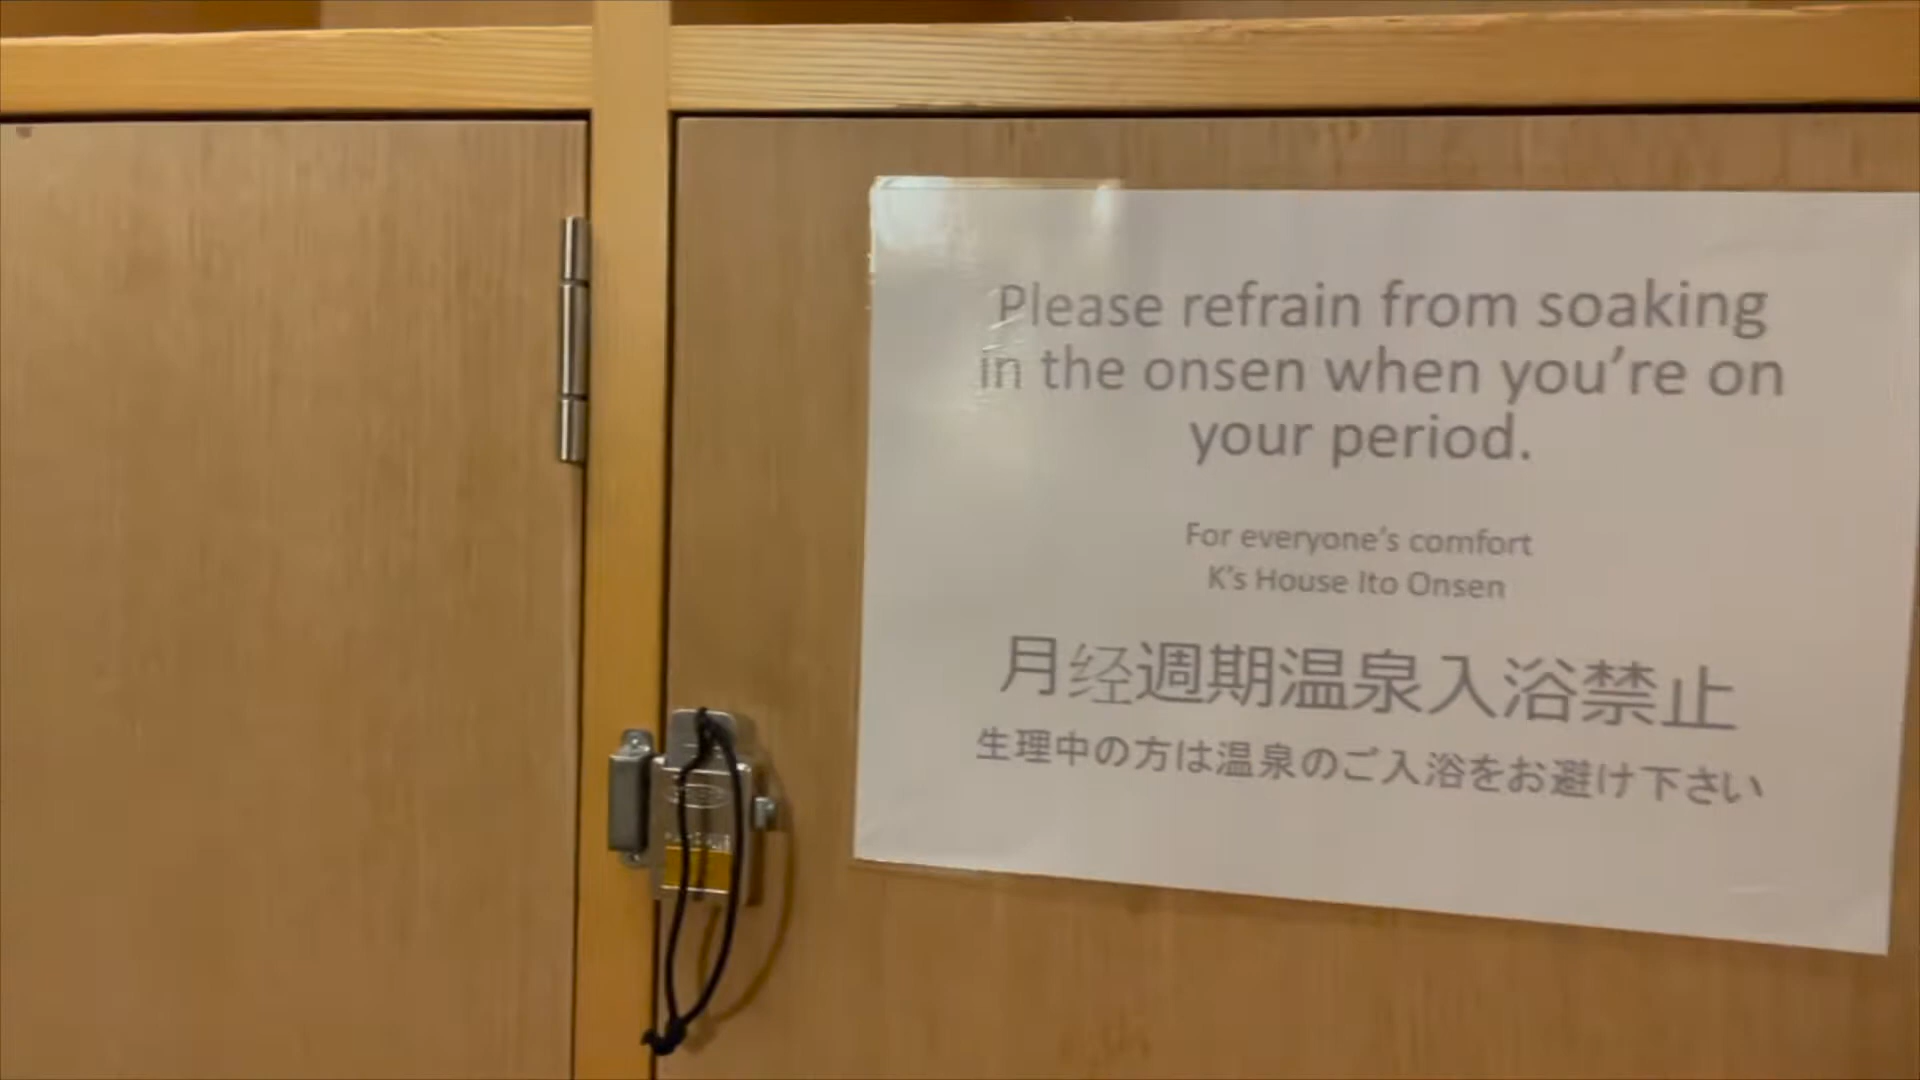 Please refrain from soaking
in the onsen when you're on
your period.
For everyone's comfort
K's House Ito Onsen
月经週期温泉入浴禁止
生理中の方は温泉のご入浴をお避け下さい